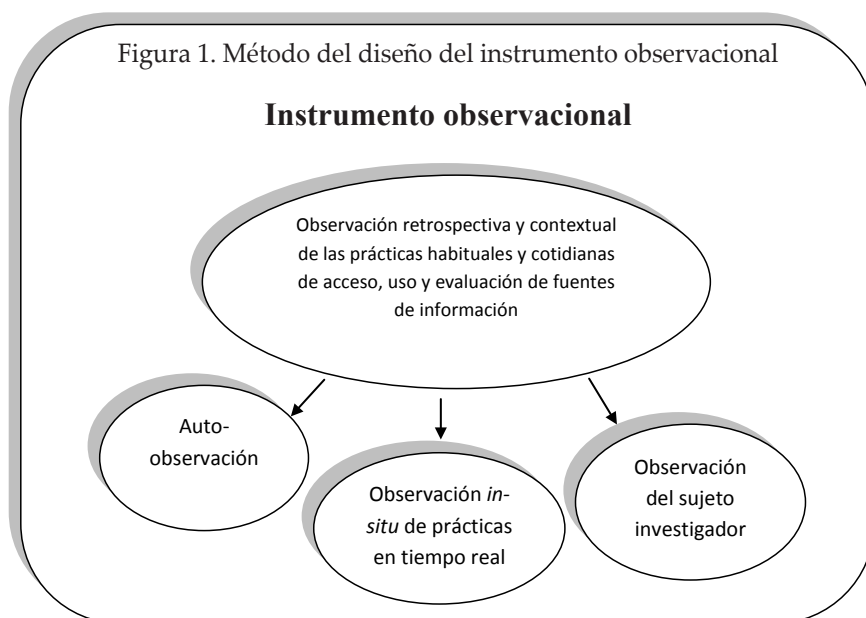 Figura 1. Método del diseño del instrumento observacional
Instrumento observacional
Observación retrospectiva y contextual
de las prácticas habituales y cotidianas
de acceso, uso y evaluación de fuentes
de información
Auto-
observación
Observación in-
situ de prácticas
en tiempo real
Observación
del sujeto
investigador